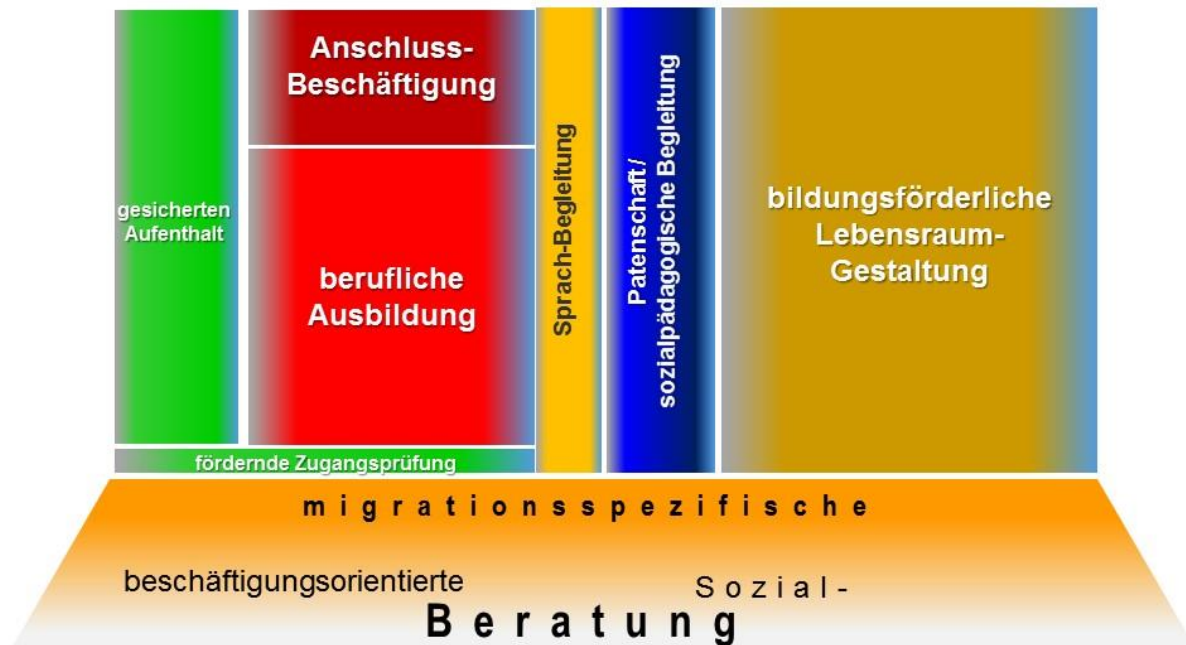 Anschluss-
Beschäftigung
gesicherten
Aufenthalt
berufliche
Ausbildung
fördernde Zugangsprüfung
Sprach-Begleitung
Patenschaft /
sozialpädagogische Begleitung
bildungsförderliche
Lebensraum-
Gestaltung
migrationsspezifische
beschäftigungsorientierte Sozial-
Beratung